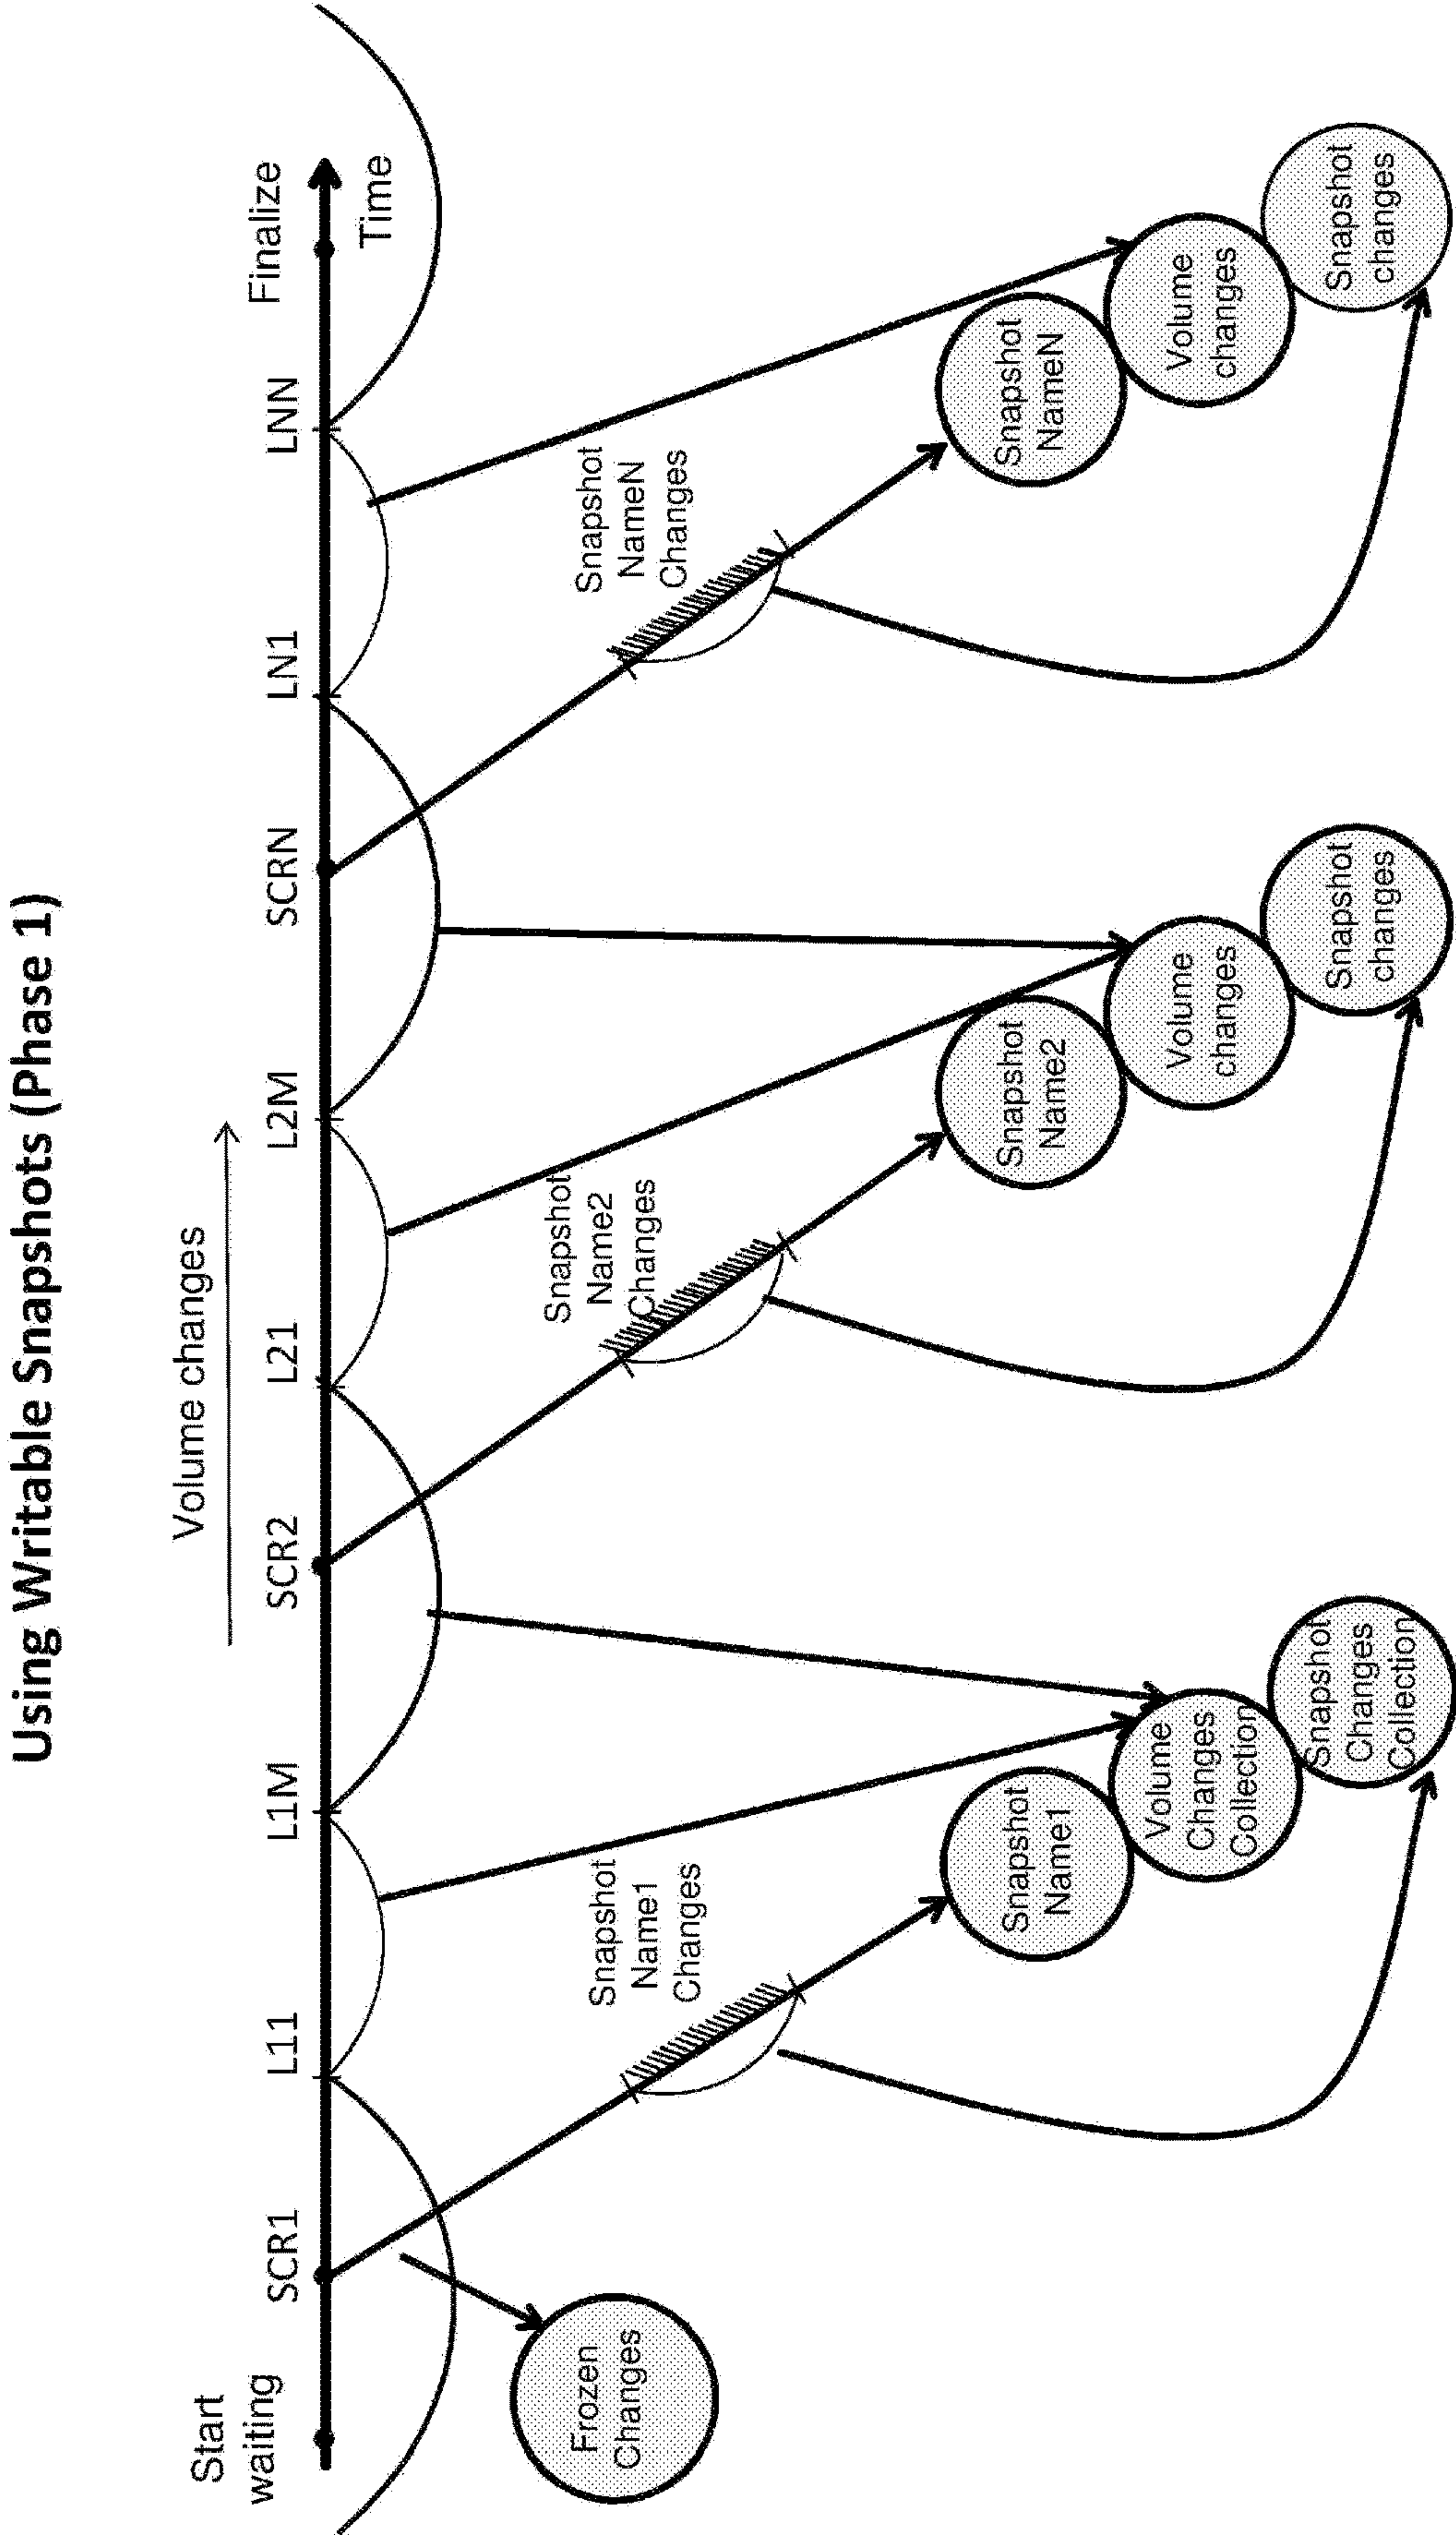 Using Writable Snapshots (Phase 1)
Volume changes
Start
waiting
SCR1
L11
L1M
SCR2
L21
L2M
SCRN
LN1
LNN
Finalize
Time
Snapshot
Name1
Changes
Snapshot
Name2
Changes
Snapshot
NameN
Changes
Frozen
Changes
Snapshot
Name1
Volume
Changes
Collection
Snapshot
Changes
Collection
Snapshot
Name2
Volume
changes
Snapshot
changes
Snapshot
NameN
Volume
changes
Snapshot
changes